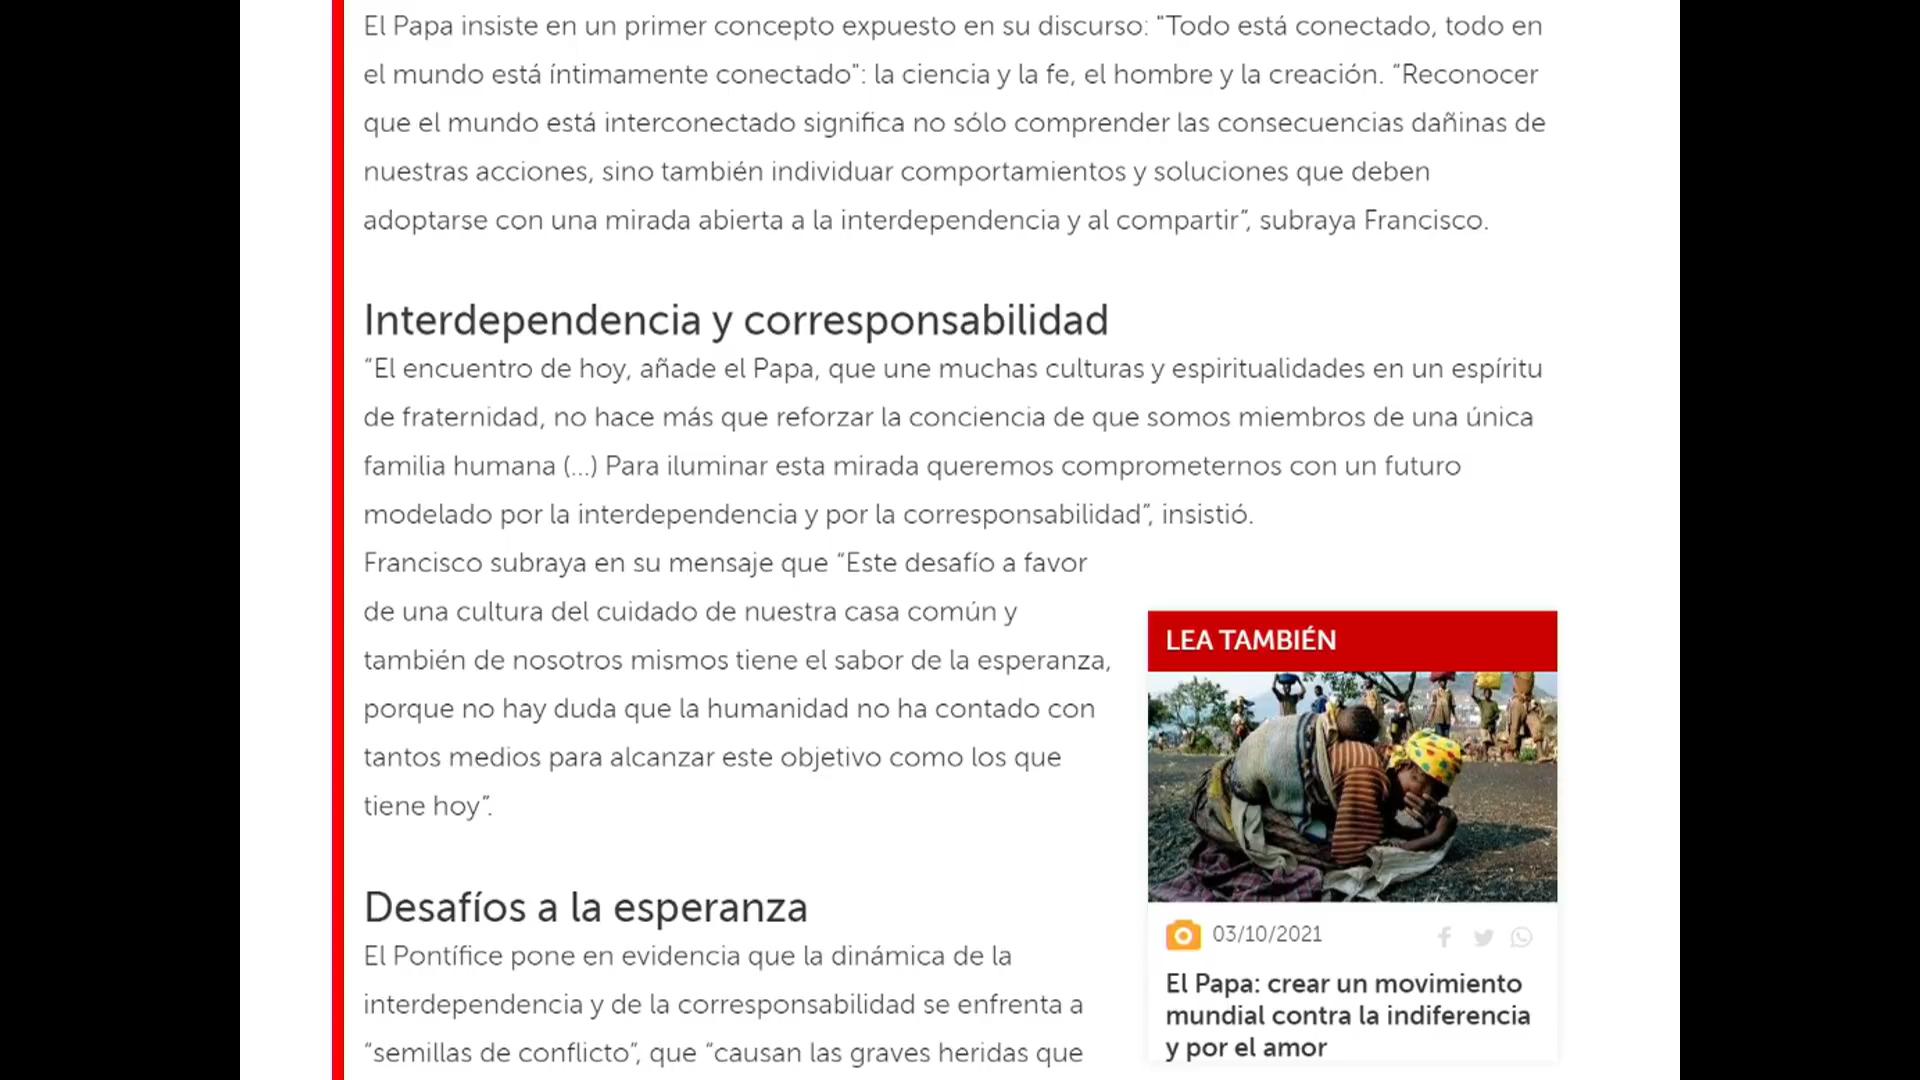 El Papa insiste en un primer concepto expuesto en su discurso: "Todo está conectado, todo en
el mundo está íntimamente conectado": la ciencia y la fe, el hombre y la creación. “Reconocer
que el mundo está interconectado significa no sólo comprender las consecuencias dañinas de
nuestras acciones, sino también individuar comportamientos y soluciones que deben
adoptarse con una mirada abierta a la interdependencia y al compartir”, subraya Francisco.
Interdependencia y corresponsabilidad
“El encuentro de hoy, añade el Papa, que une muchas culturas y espiritualidades en un espíritu
de fraternidad, no hace más que reforzar la conciencia de que somos miembros de una única
familia humana (...) Para iluminar esta mirada queremos comprometernos con un futuro
modelado por la interdependencia y por la corresponsabilidad”, insistió.
Francisco subraya en su mensaje que “Este desafío a favor
de una cultura del cuidado de nuestra casa común y
también de nosotros mismos tiene el sabor de la esperanza,
porque no hay duda que la humanidad no ha contado con
tantos medios para alcanzar este objetivo como los que
tiene hoy”.
Desafíos a la esperanza
El Pontífice pone en evidencia que la dinámica de la
interdependencia y de la corresponsabilidad se enfrenta a
“semillas de conflicto”, que “causan las graves heridas que
LEA TAMBIÉN
03/10/2021
El Papa: crear un movimiento
mundial contra la indiferencia
y por el amor